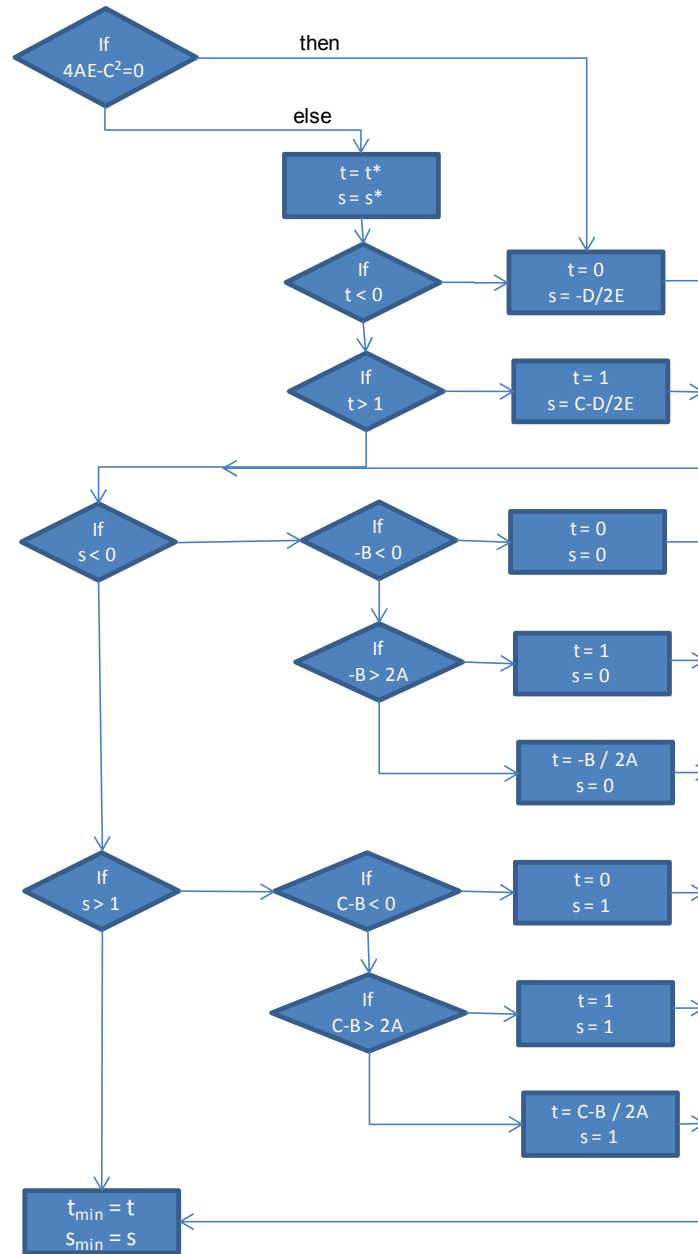 If
4AE-C²=0
then
else
t = t*
s = s*
If
t < 0
t = 0
s = -D/2E
If
t > 1
t = 1
s = C-D/2E
If
s < 0
If
-B < 0
t = 0
s = 0
If
-B > 2A
t = 1
s = 0
t = -B / 2A
s = 0
If
s > 1
If
C-B < 0
t = 0
s = 1
If
C-B > 2A
t = 1
s = 1
t = C-B / 2A
s = 1
tmin = t
smin = s